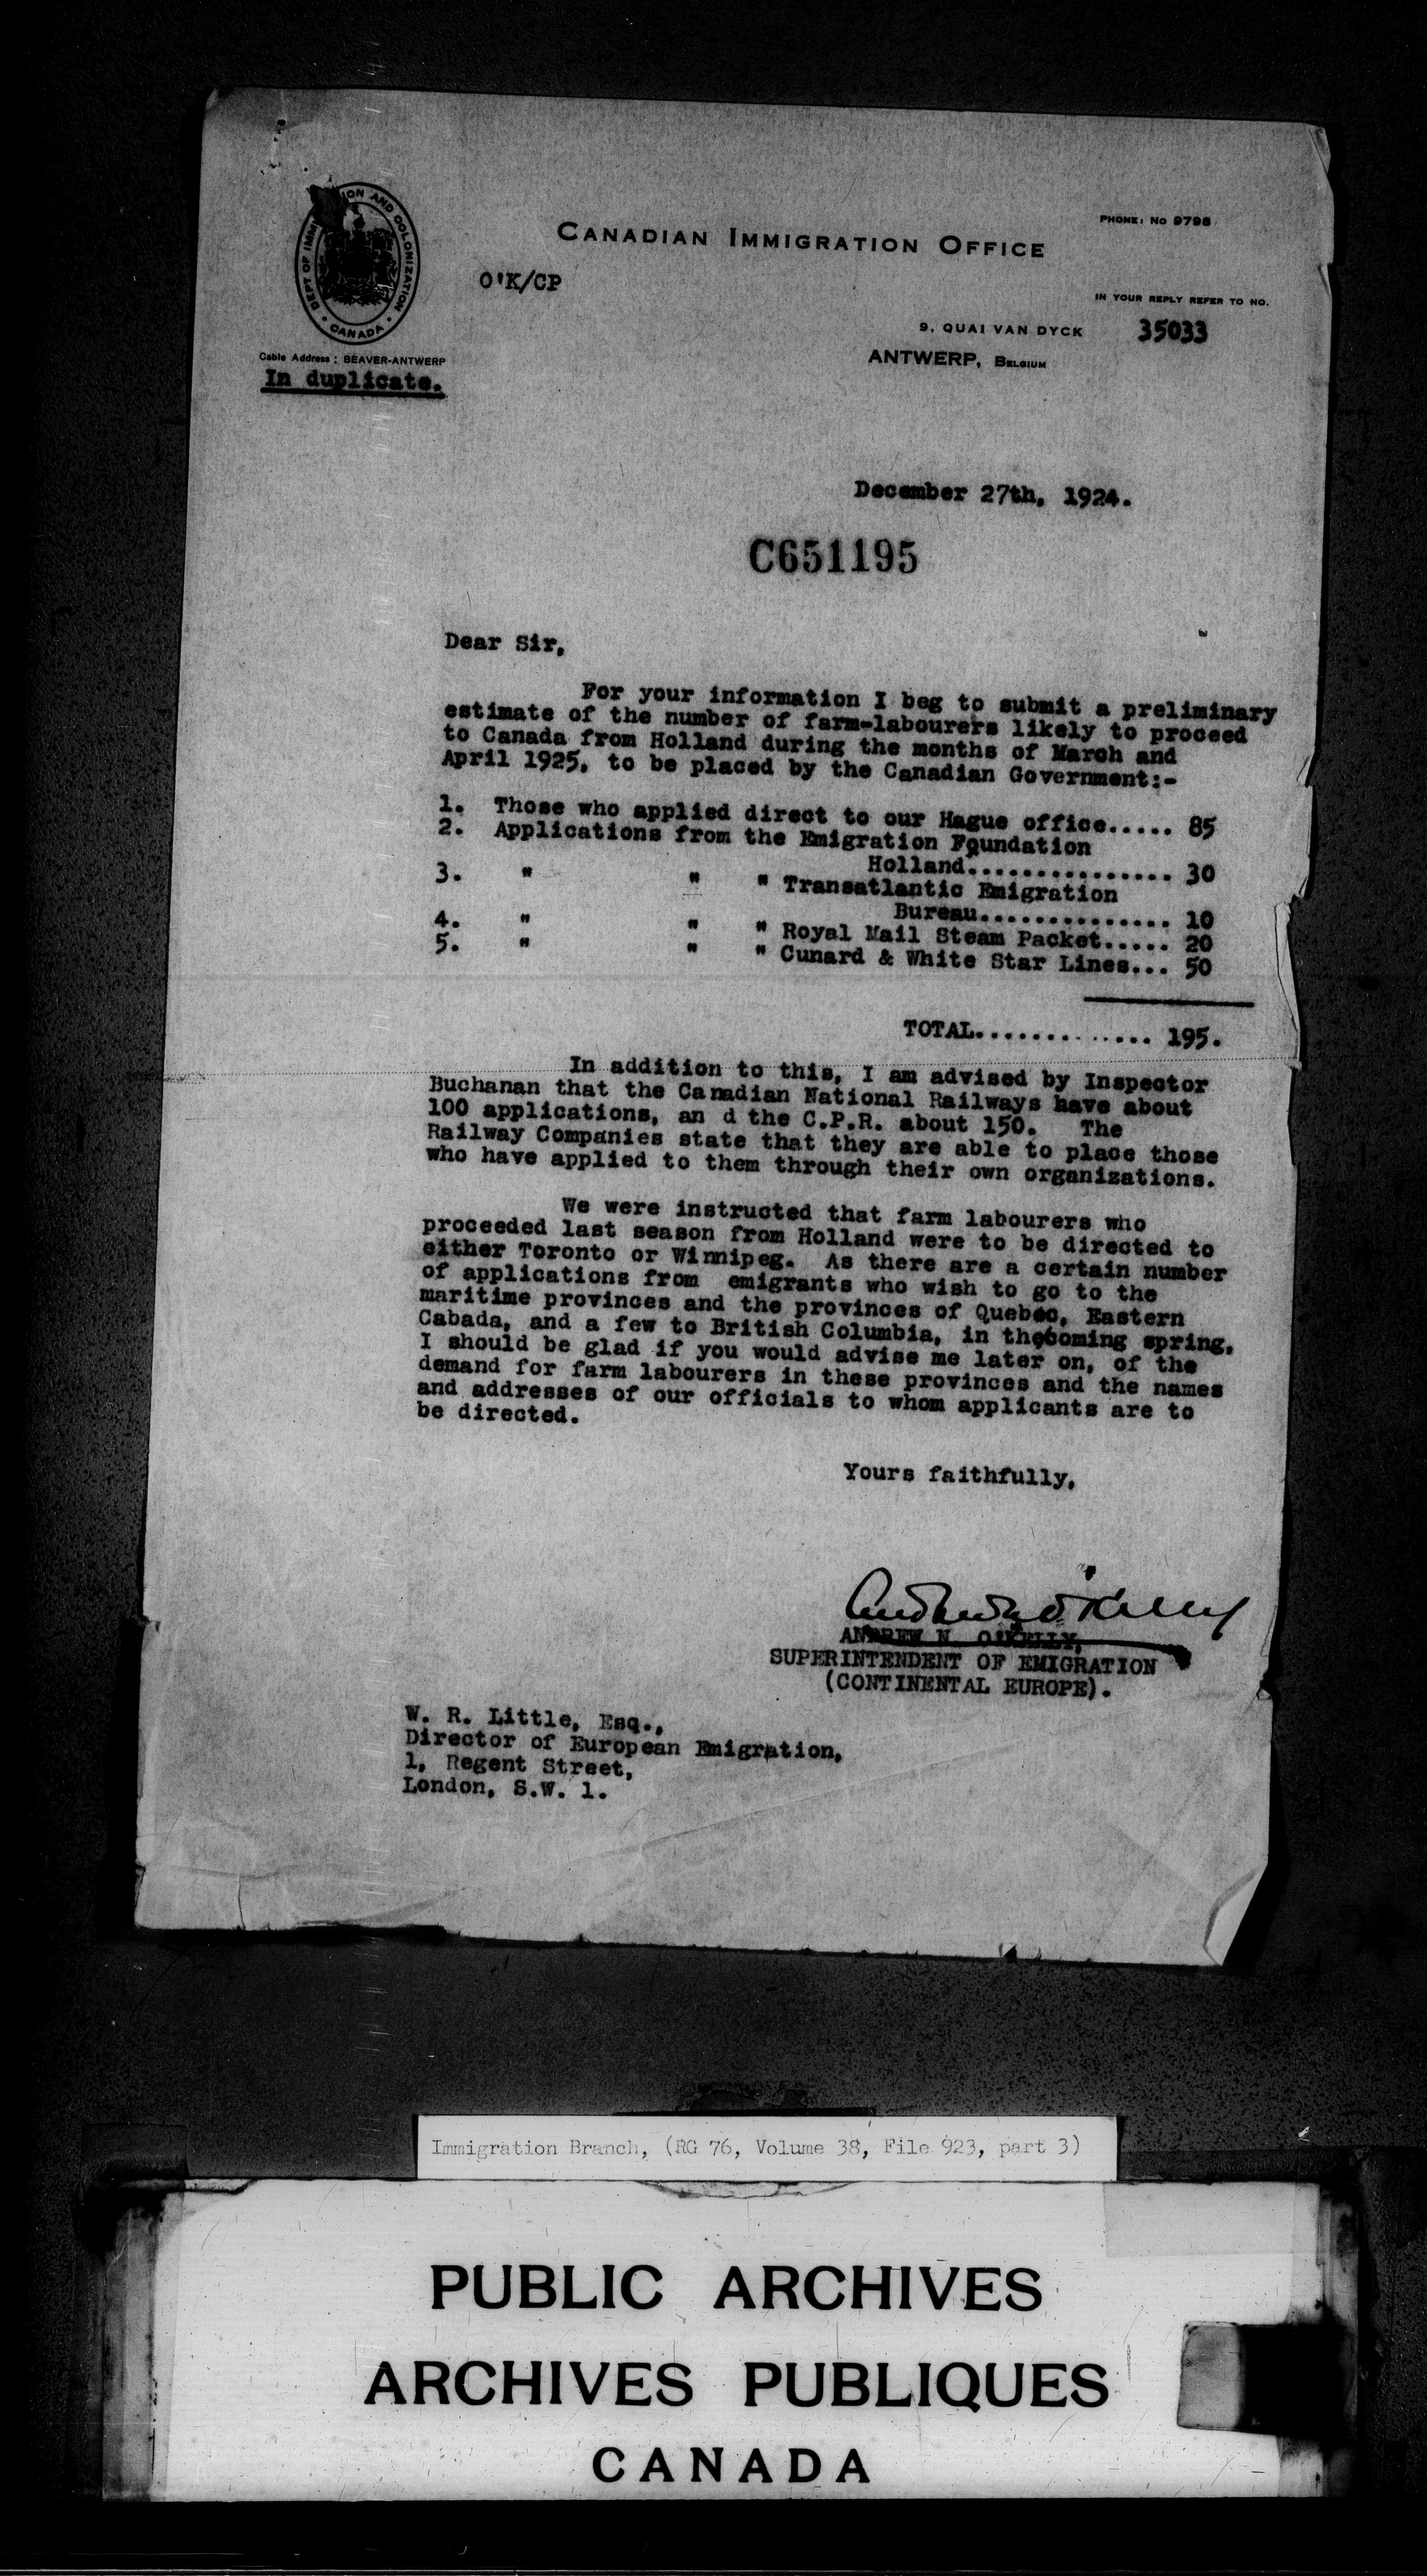 DEPT OF IMMI ION AND COLONIZATION
CANADA
CANADIAN IMMIGRATION OFFICE
PHONE: No 9798
O'K/CP
IN YOUR REPLY REFER TO NO.
9, QUAI VAN DYCK 35033
Cable Address: BEAVER-ANTWERP
ANTWERP, BELGIUM
In duplicate.
December 27th, 1924.
C651195
Dear Sir,
For your information I beg to submit a preliminary
estimate of the number of farm-labourers likely to proceed
to Canada from Holland during the months of March and
April 1925, to be placed by the Canadian Government:-
1. Those who applied direct to our Hague office..... 85
2. Applications from the Emigration Foundation
Holland............... 30
3. " " " Transatlantic Emigration
Bureau.............. 10
4. " " " Royal Mail Steam Packet..... 20
5. " " " Cunard & White Star Lines... 50
TOTAL............. 195.
In addition to this, I am advised by Inspector
Buchanan that the Canadian National Railways have about
100 applications, an d the C.P.R. about 150. The
Railway Companies state that they are able to place those
who have applied to them through their own organizations.
We were instructed that farm labourers who
proceeded last season from Holland were to be directed to
either Toronto or Winnipeg. As there are a certain number
of applications from emigrants who wish to go to the
maritime provinces and the provinces of Quebec, Eastern
Cabada, and a few to British Columbia, in the coming spring,
I should be glad if you would advise me later on, of the
demand for farm labourers in these provinces and the names
and addresses of our officials to whom applicants are to
be directed.
Yours faithfully,
Andrew N. O'Kelly
ANDREW N. O'KELLY,
SUPERINTENDENT OF EMIGRATION
(CONTINENTAL EUROPE).
W. R. Little, Esq.,
Director of European Emigration,
1, Regent Street,
London, S.W. 1.
Immigration Branch, (RG 76, Volume 38, File 923, part 3)
PUBLIC ARCHIVES
ARCHIVES PUBLIQUES
CANADA